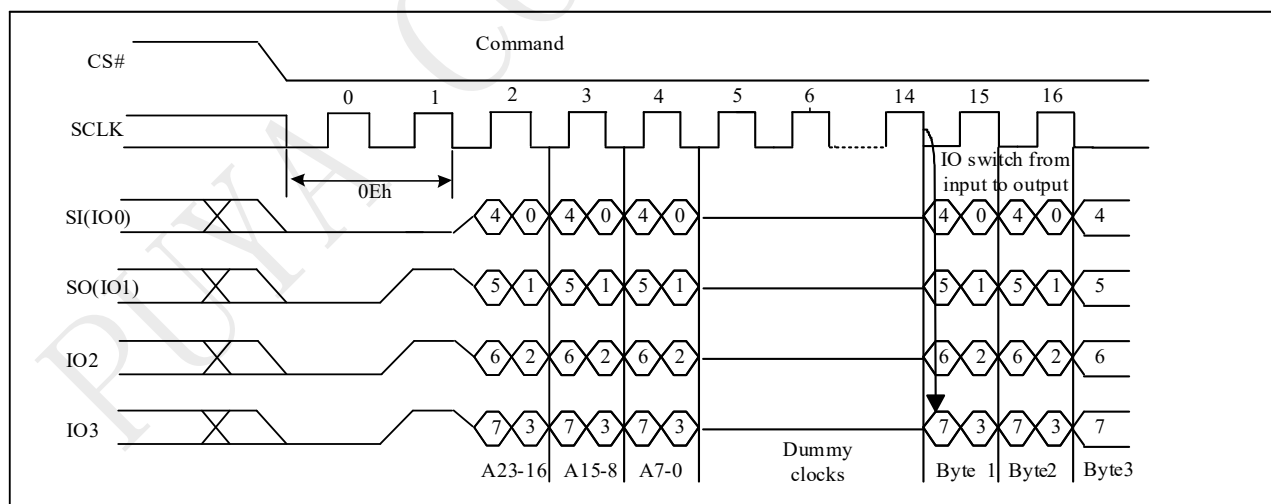 Command
CS#
0 1 2 3 4 5 6 14 15 16
SCLK
IO switch from
input to output
0Eh
SI(IO0) 4 0 4 0 4 0 4 0 4 0 4
SO(IO1) 5 1 5 1 5 1 5 1 5 1 5
IO2 6 2 6 2 6 2 6 2 6 2 6
IO3 7 3 7 3 7 3 7 3 7 3 7
A23-16 A15-8 A7-0 Dummy
clocks Byte 1 Byte2 Byte3
PUYA CO